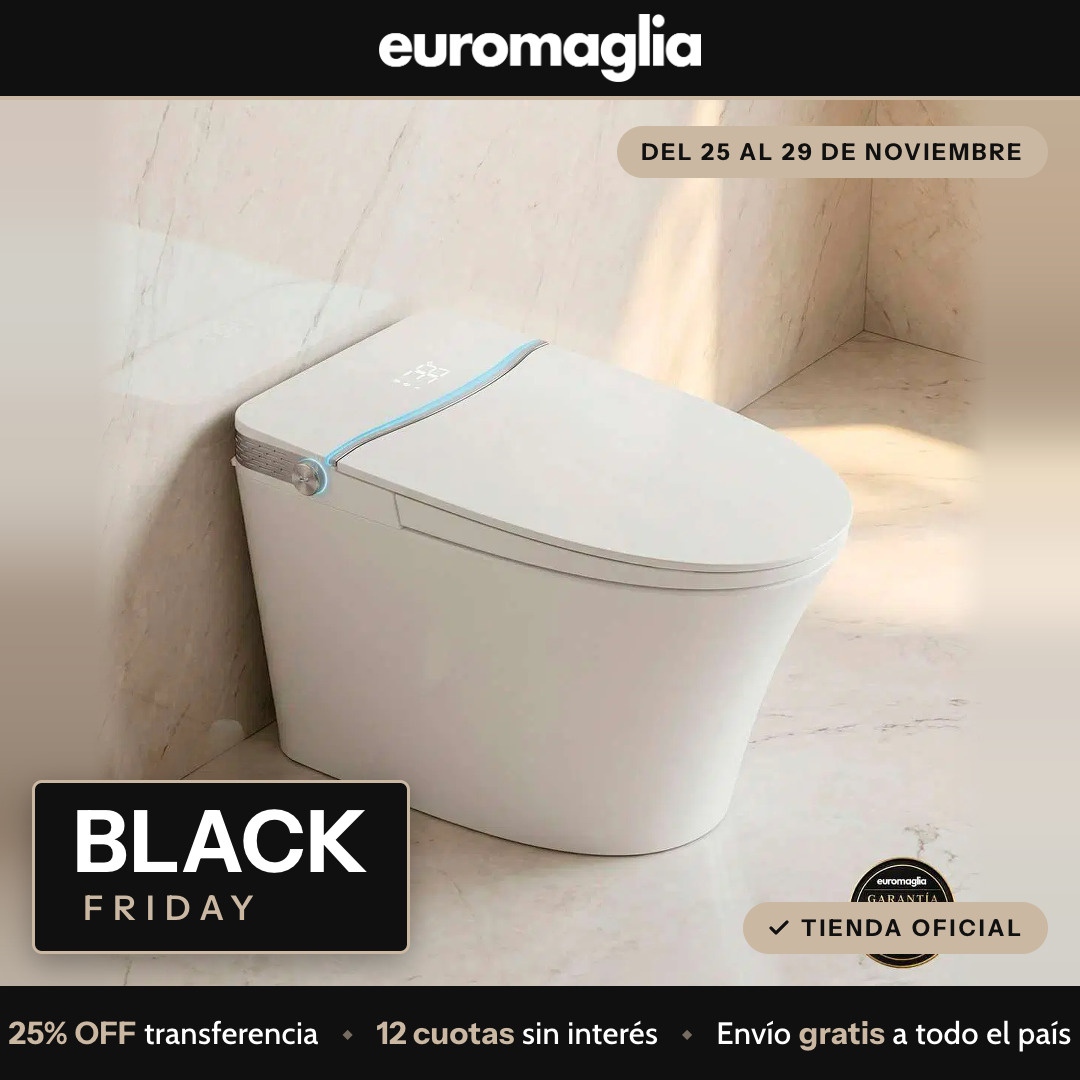 euromaglia
DEL 25 AL 29 DE NOVIEMBRE
BLACK
FRIDAY
euromaglia
GARANTÍA
✓ TIENDA OFICIAL
25% OFF transferencia ◆ 12 cuotas sin interés ◆ Envío gratis a todo el país